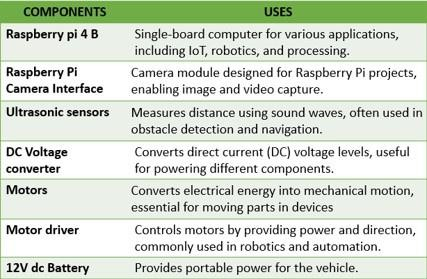 COMPONENTS USES
Raspberry pi 4 B Single-board computer for various applications,
including IoT, robotics, and processing.
Raspberry Pi Camera module designed for Raspberry Pi projects,
Camera Interface enabling image and video capture.
Ultrasonic sensors Measures distance using sound waves, often used in
obstacle detection and navigation.
DC Voltage Converts direct current (DC) voltage levels, useful
converter for powering different components.
Motors Converts electrical energy into mechanical motion,
essential for moving parts in devices
Motor driver Controls motors by providing power and direction,
commonly used in robotics and automation.
12V dc Battery Provides portable power for the vehicle.